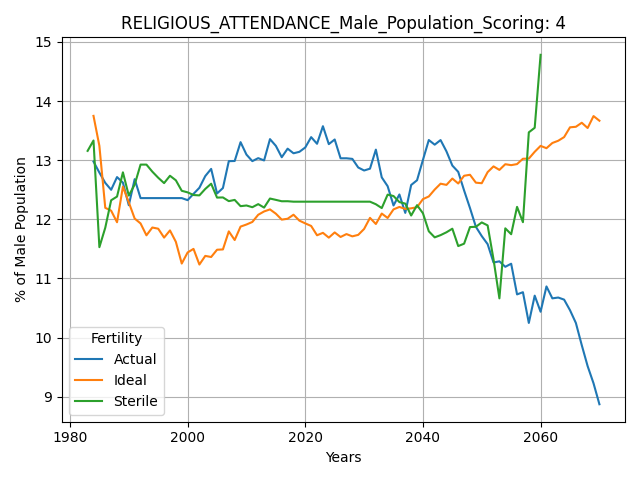 RELIGIOUS_ATTENDANCE_Male_Population_Scoring: 4
15
14
13
12
11
10
9
% of Male Population
Fertility
Actual
Ideal
Sterile
1980
2000
2020
2040
2060
Years